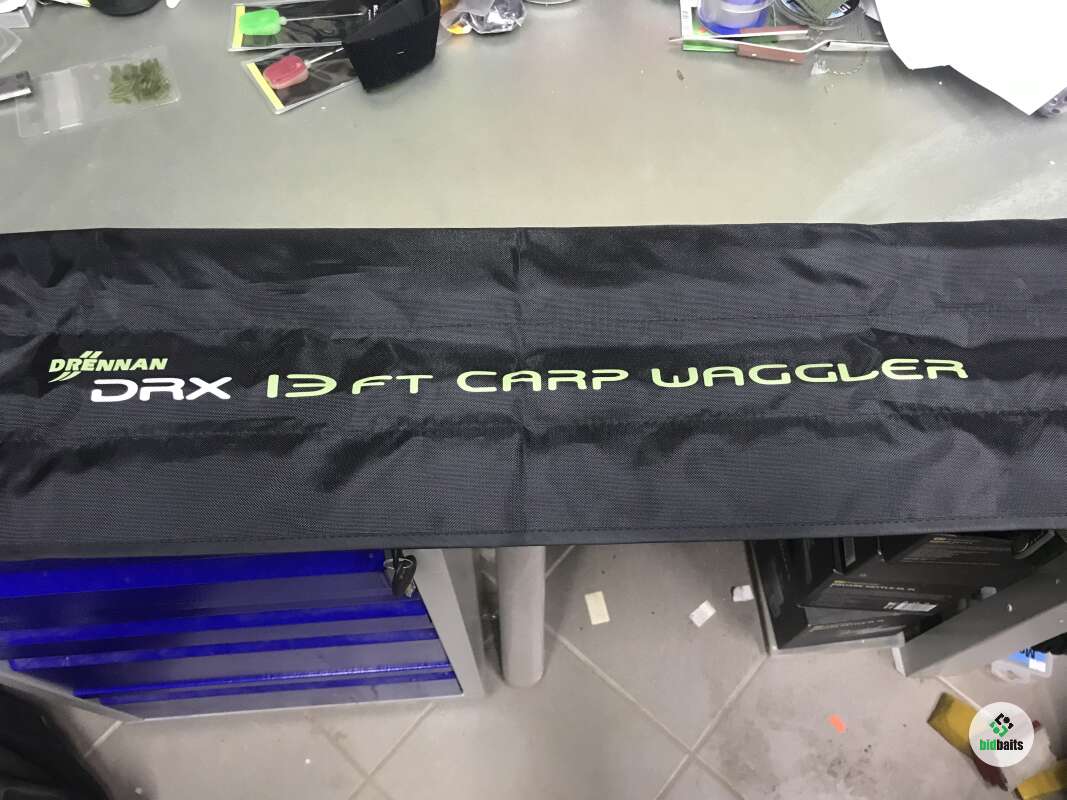 DRENNAN
DRX 13 FT CARP WAGGLER
bidbaits